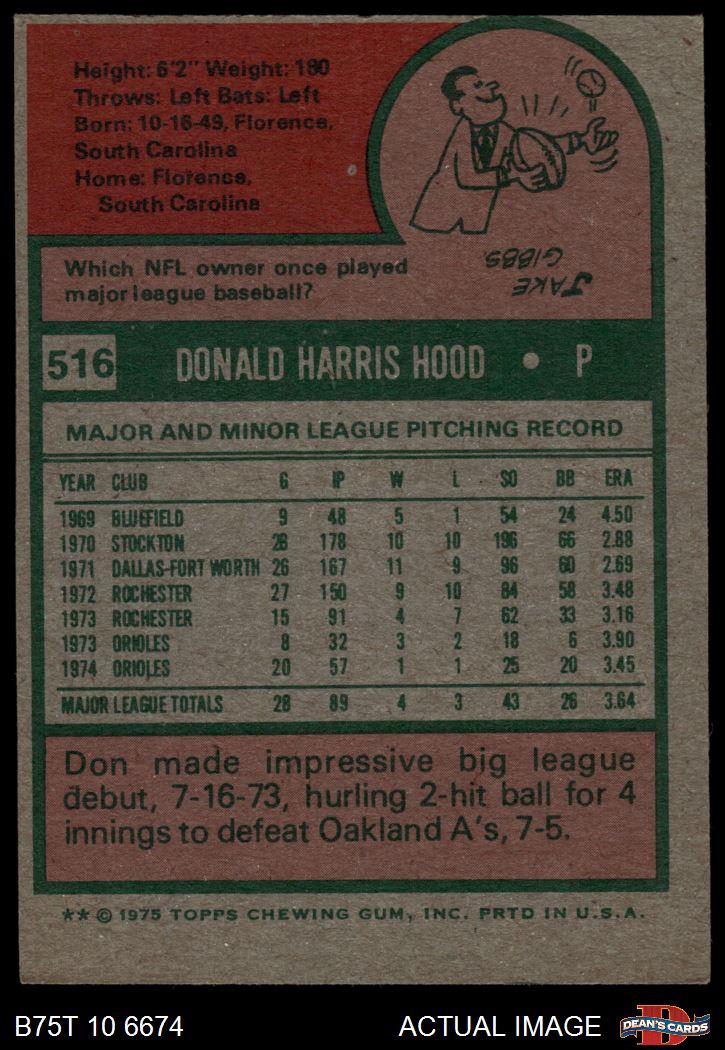 Height: 6'2" Weight: 180
Throws: Left Bats: Left
Born: 10-16-49, Florence,
South Carolina
Home: Florence,
South Carolina
Which NFL owner once played
major league baseball?
JAKE
GIBBS
516 DONALD HARRIS HOOD • P
MAJOR AND MINOR LEAGUE PITCHING RECORD
YEAR CLUB G IP W L SO BB ERA
1969 BLUEFIELD 9 48 5 1 54 24 4.50
1970 STOCKTON 28 178 10 10 196 66 2.88
1971 DALLAS-FORT WORTH 26 167 11 9 96 60 2.69
1972 ROCHESTER 27 150 9 10 84 58 3.48
1973 ROCHESTER 15 91 4 7 62 33 3.16
1973 ORIOLES 8 32 3 2 18 6 3.90
1974 ORIOLES 20 57 1 1 25 20 3.45
MAJOR LEAGUE TOTALS 28 89 4 3 43 26 3.64
Don made impressive big league
debut, 7-16-73, hurling 2-hit ball for 4
innings to defeat Oakland A's, 7-5.
** © 1975 TOPPS CHEWING GUM, INC. PRTD IN U.S.A.
B75T 10 6674 ACTUAL IMAGE D DEAN'S CARDS